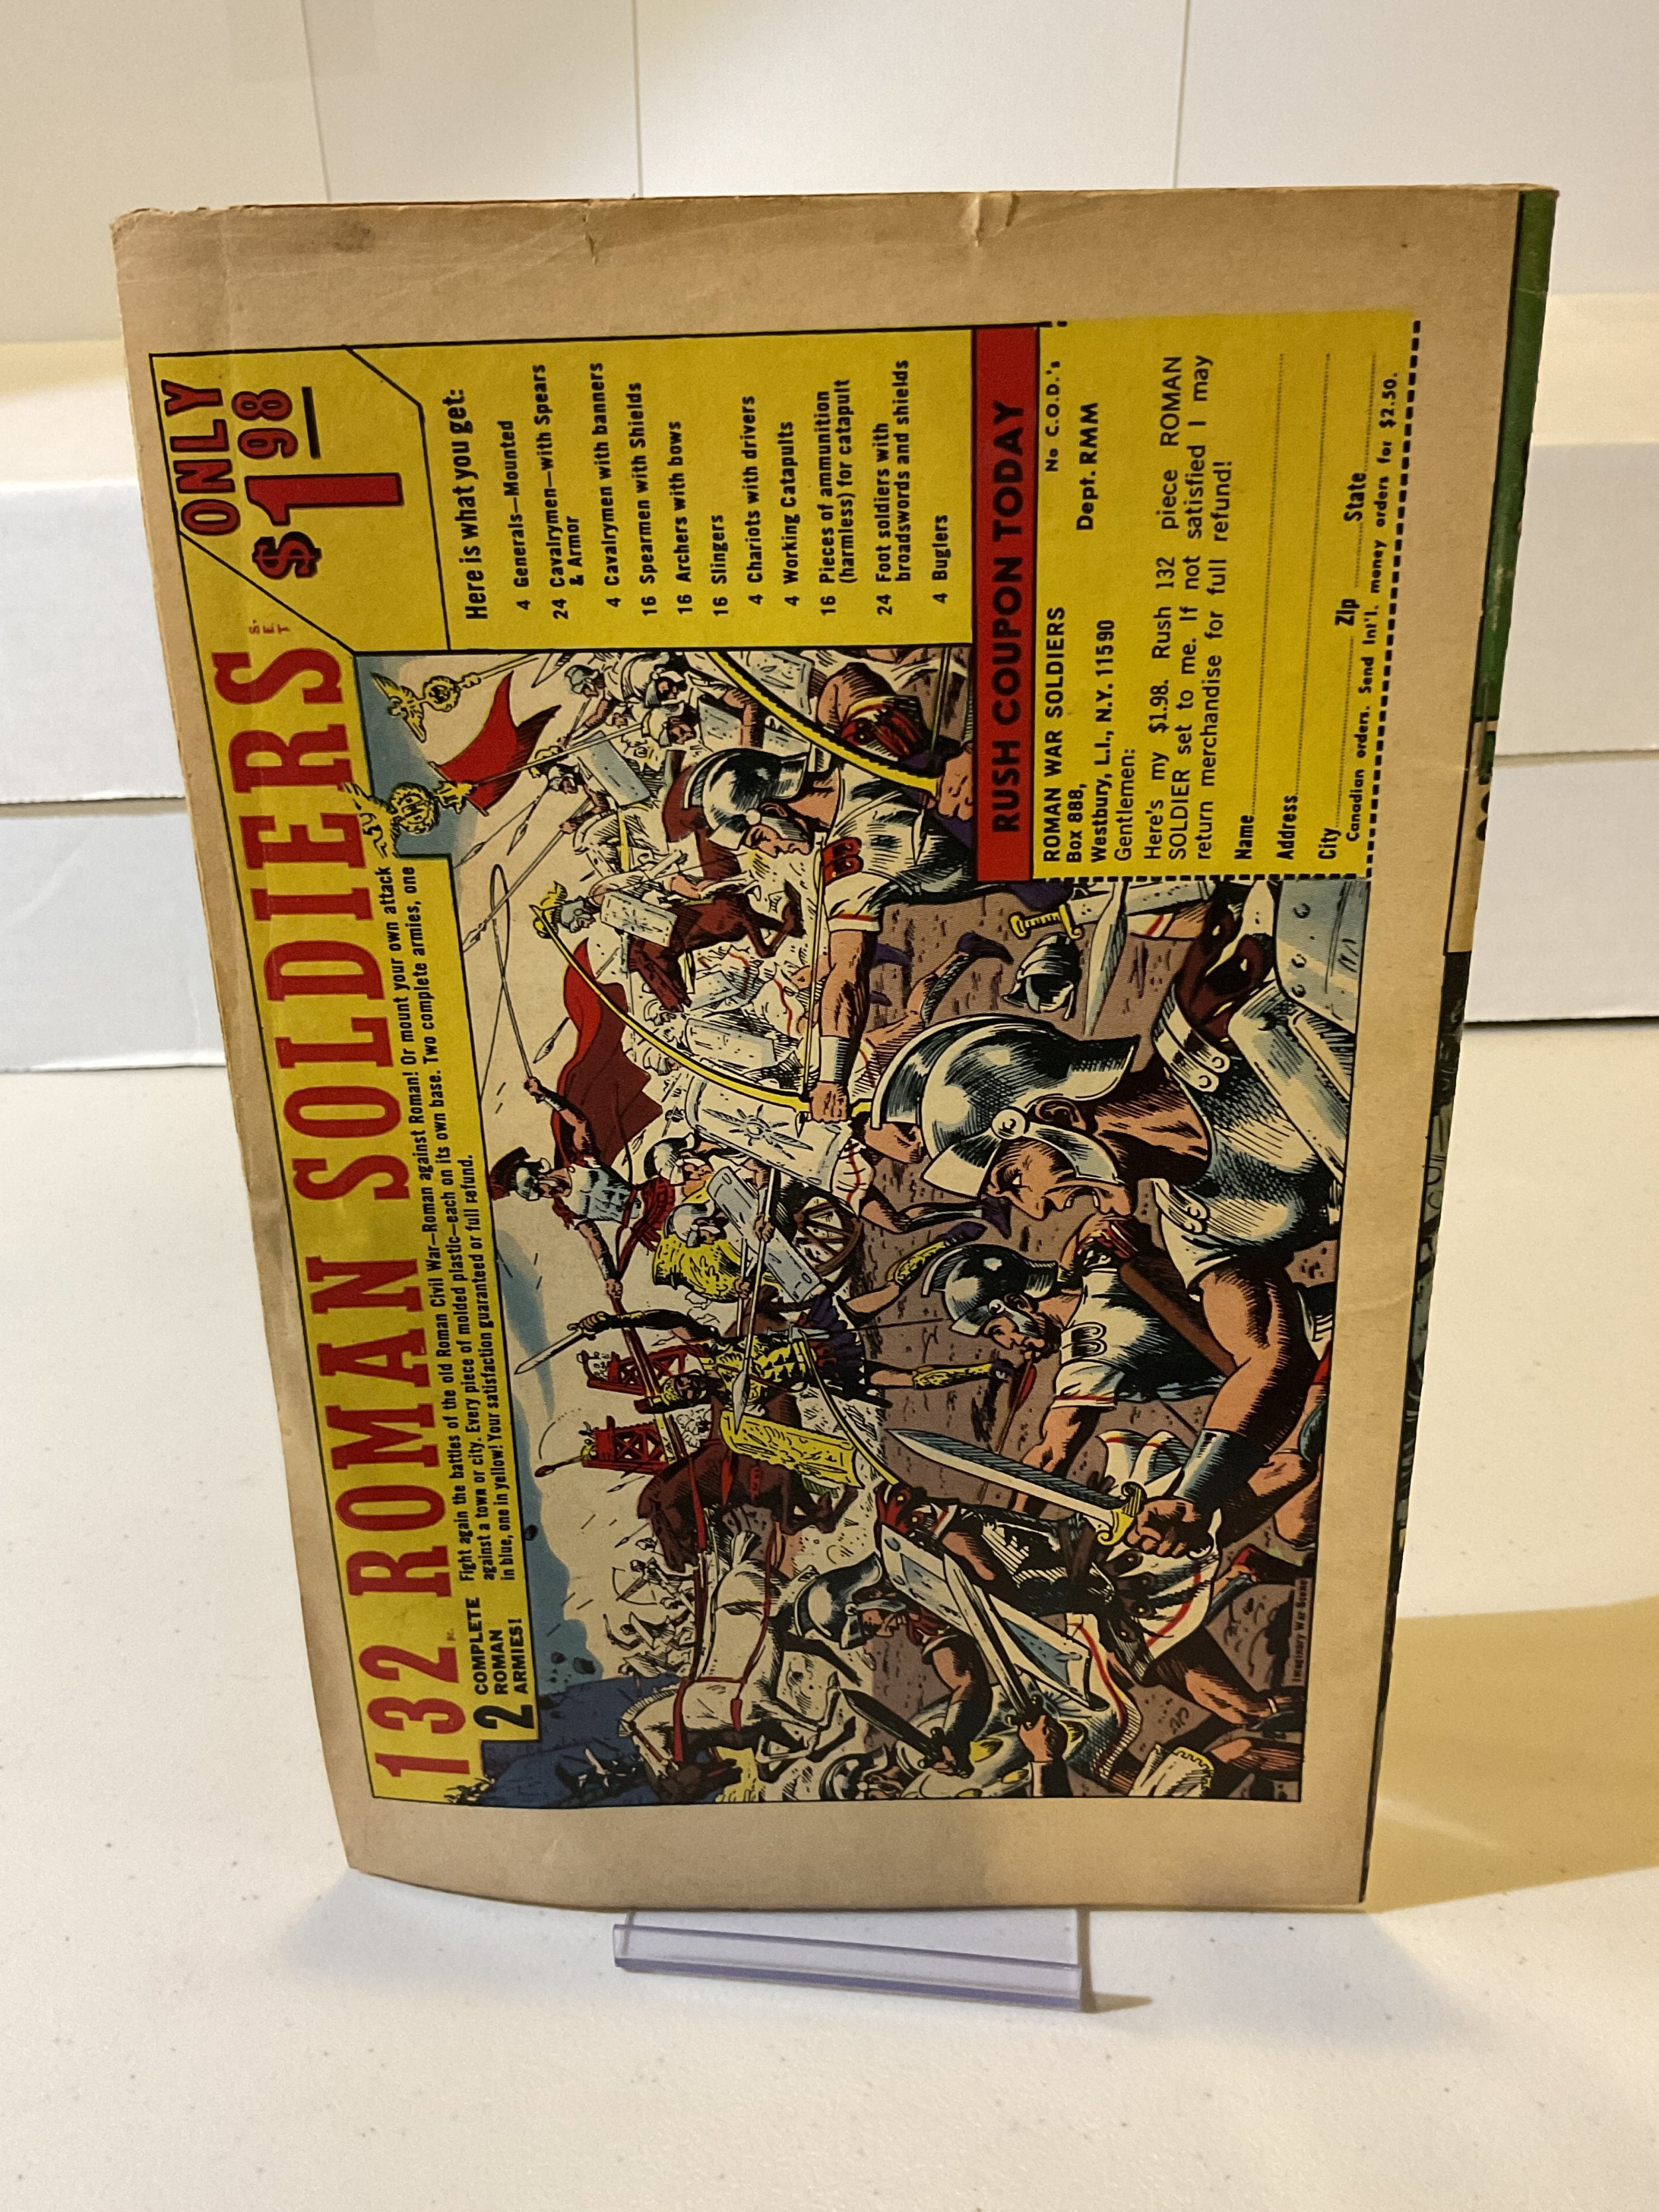 132 PC. ROMAN SOLDIERS SET
ONLY
$1 98
2 COMPLETE
ROMAN
ARMIES!
Fight again the battles of the old Roman Civil War—Roman against Roman! Or mount your own attack
against a town or city. Every piece of molded plastic—each on its own base. Two complete armies, one
in blue, one in yellow! Your satisfaction guaranteed or full refund.
Here is what you get:
4 Generals—Mounted
24 Cavalrymen—with Spears
& Armor
4 Cavalrymen with banners
16 Spearmen with Shields
16 Archers with bows
16 Slingers
4 Chariots with drivers
4 Working Catapults
16 Pieces of ammunition
(harmless) for catapult
24 Foot soldiers with
broadswords and shields
4 Buglers
RUSH COUPON TODAY
No C.O.D.'s
ROMAN WAR SOLDIERS
Box 888, Dept. RMM
Westbury, L.I., N.Y. 11590
Gentlemen:
Here's my $1.98. Rush 132 piece ROMAN
SOLDIER set to me. If not satisfied I may
return merchandise for full refund!
Name
Address
City Zip State
Canadian orders. Send Int'l. money orders for $2.50.
Imaginary War Scene